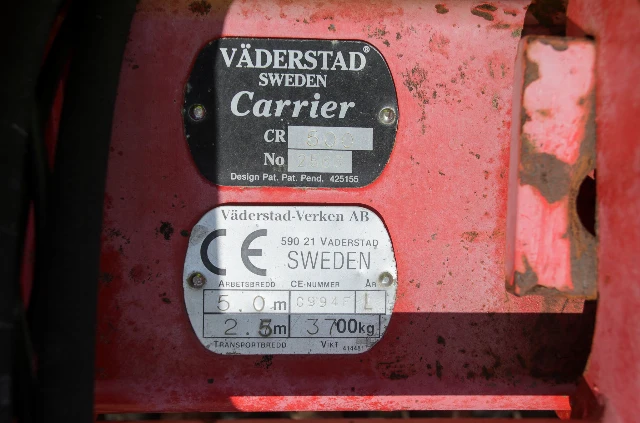 VÄDERSTAD®
SWEDEN
Carrier
CR 500
No
Design Pat. Pat. Pend. 425155
Väderstad-Verken AB
CE 590 21 VÄDERSTAD
SWEDEN
ARBETSBREDD CE-NUMMER ÅR
5.0 m L
2.5m 3700kg
TRANSPORTBREDD VIKT